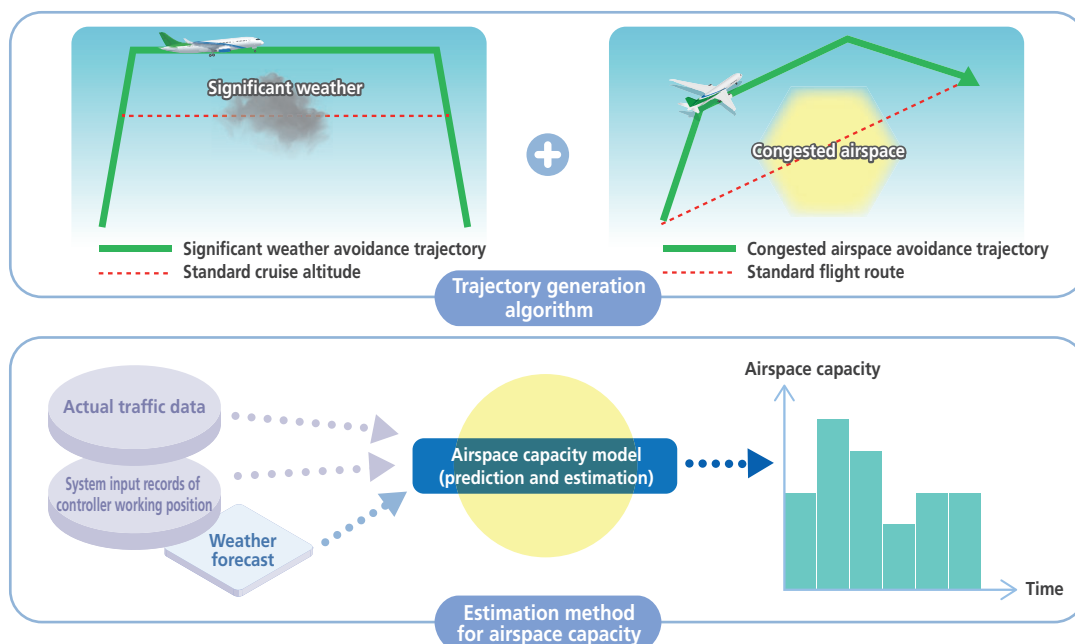 Significant weather
Significant weather avoidance trajectory
Standard cruise altitude
Congested airspace
Congested airspace avoidance trajectory
Standard flight route
Trajectory generation
algorithm
Actual traffic data
System input records of
controller working position
Weather
forecast
Airspace capacity model
(prediction and estimation)
Airspace capacity
Time
Estimation method
for airspace capacity